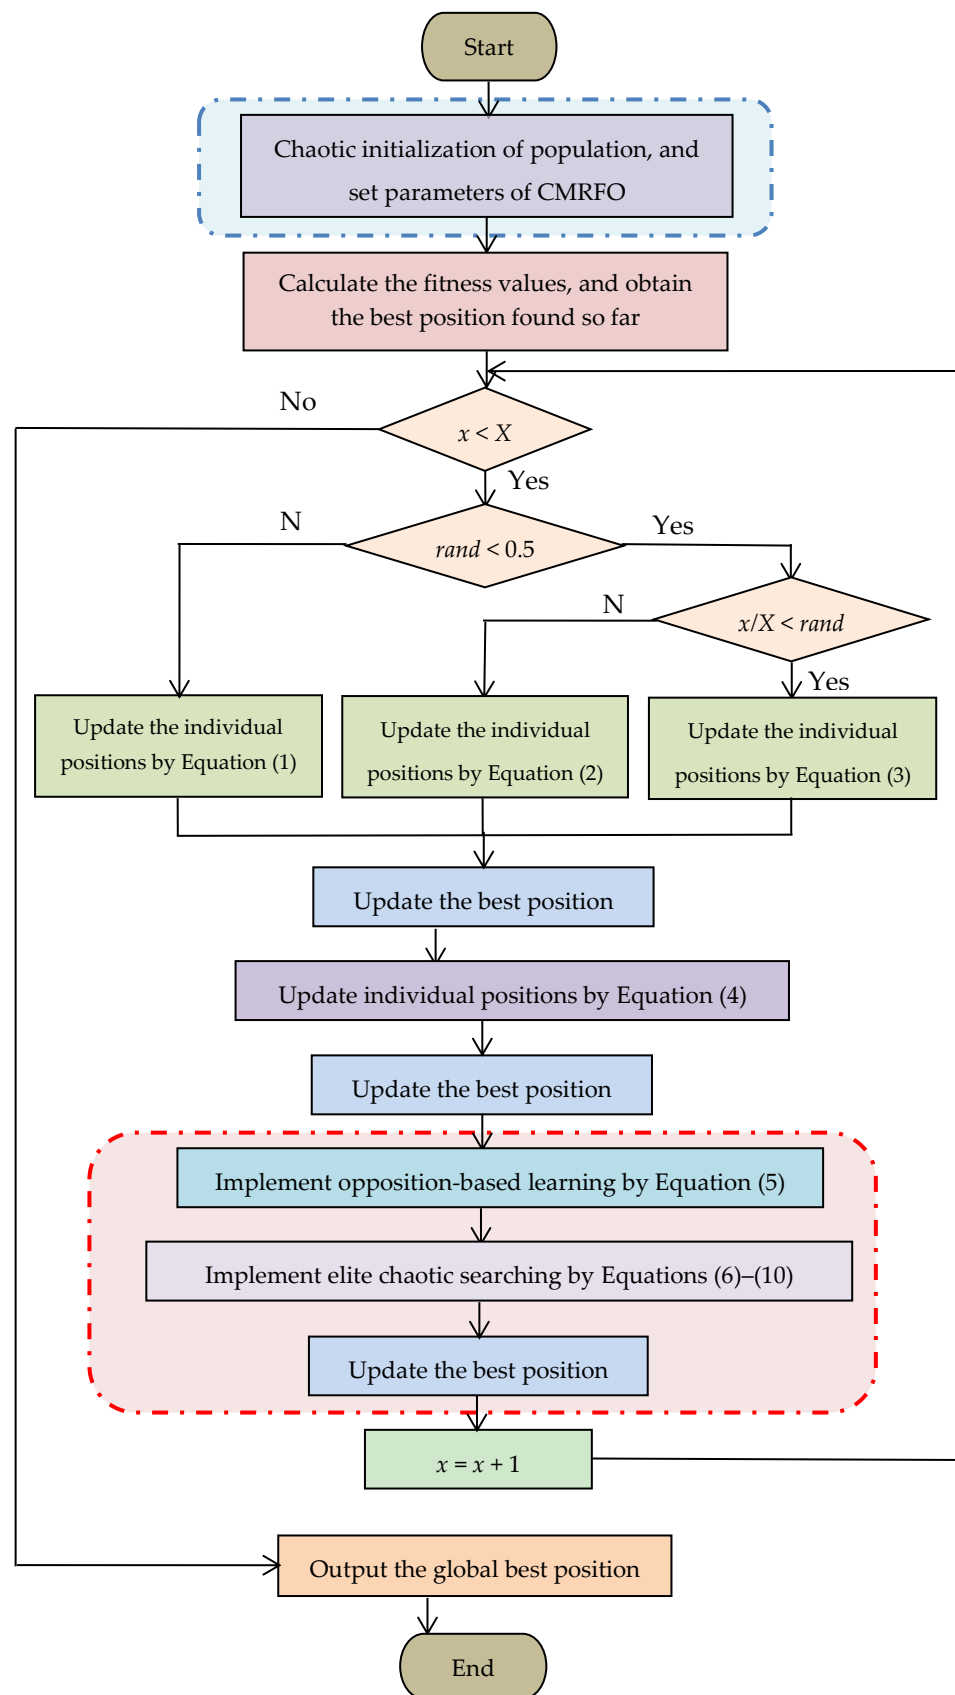 Start
Chaotic initialization of population, and
set parameters of CMRFO
Calculate the fitness values, and obtain
the best position found so far
No
x < X
Yes
N
rand < 0.5
Yes
N
x/X < rand
Yes
Update the individual
positions by Equation (1)
Update the individual
positions by Equation (2)
Update the individual
positions by Equation (3)
Update the best position
Update individual positions by Equation (4)
Update the best position
Implement opposition-based learning by Equation (5)
Implement elite chaotic searching by Equations (6)–(10)
Update the best position
x = x + 1
Output the global best position
End